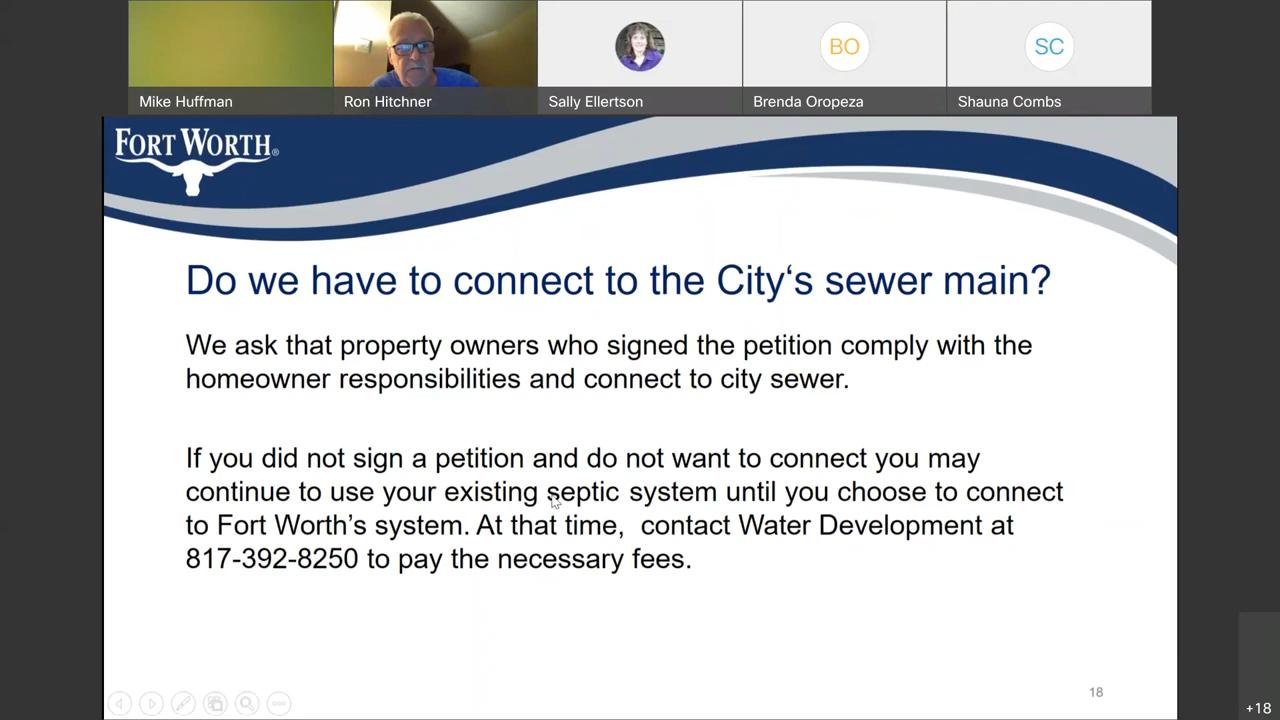 Mike Huffman
Ron Hitchner
Sally Ellertson
BO
Brenda Oropeza
SC
Shauna Combs
FORT WORTH®
Do we have to connect to the City‘s sewer main?
We ask that property owners who signed the petition comply with the
homeowner responsibilities and connect to city sewer.
If you did not sign a petition and do not want to connect you may
continue to use your existing septic system until you choose to connect
to Fort Worth’s system. At that time, contact Water Development at
817-392-8250 to pay the necessary fees.
18
+18